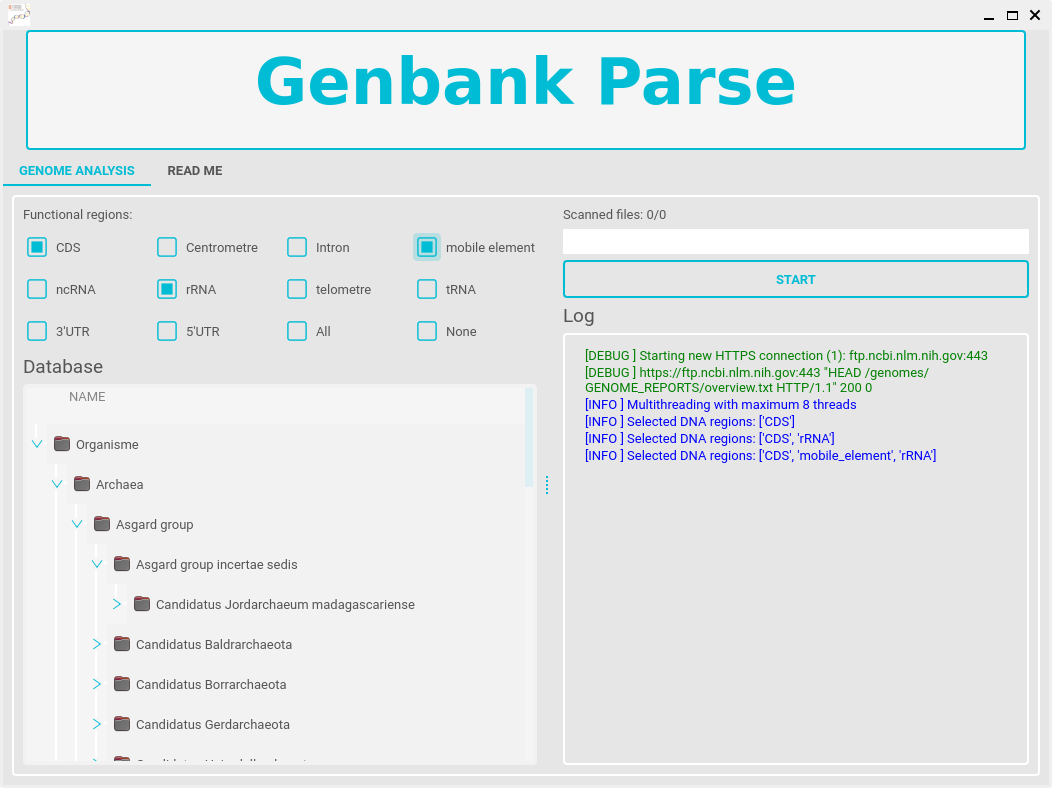 Genbank Parse
GENOME ANALYSIS READ ME
Functional regions:
CDS Centrometre Intron mobile element
ncRNA rRNA telometre tRNA
3'UTR 5'UTR All None
Database
NAME
Organisme
Archaea
Asgard group
Asgard group incertae sedis
Candidatus Jordarchaeum madagascariense
Candidatus Baldrarchaeota
Candidatus Borrarchaeota
Candidatus Gerdarchaeota
Scanned files: 0/0
START
Log
[DEBUG ] Starting new HTTPS connection (1): ftp.ncbi.nlm.nih.gov:443
[DEBUG ] https://ftp.ncbi.nlm.nih.gov:443 "HEAD /genomes/
GENOME_REPORTS/overview.txt HTTP/1.1" 200 0
[INFO ] Multithreading with maximum 8 threads
[INFO ] Selected DNA regions: ['CDS']
[INFO ] Selected DNA regions: ['CDS', 'rRNA']
[INFO ] Selected DNA regions: ['CDS', 'mobile_element', 'rRNA']